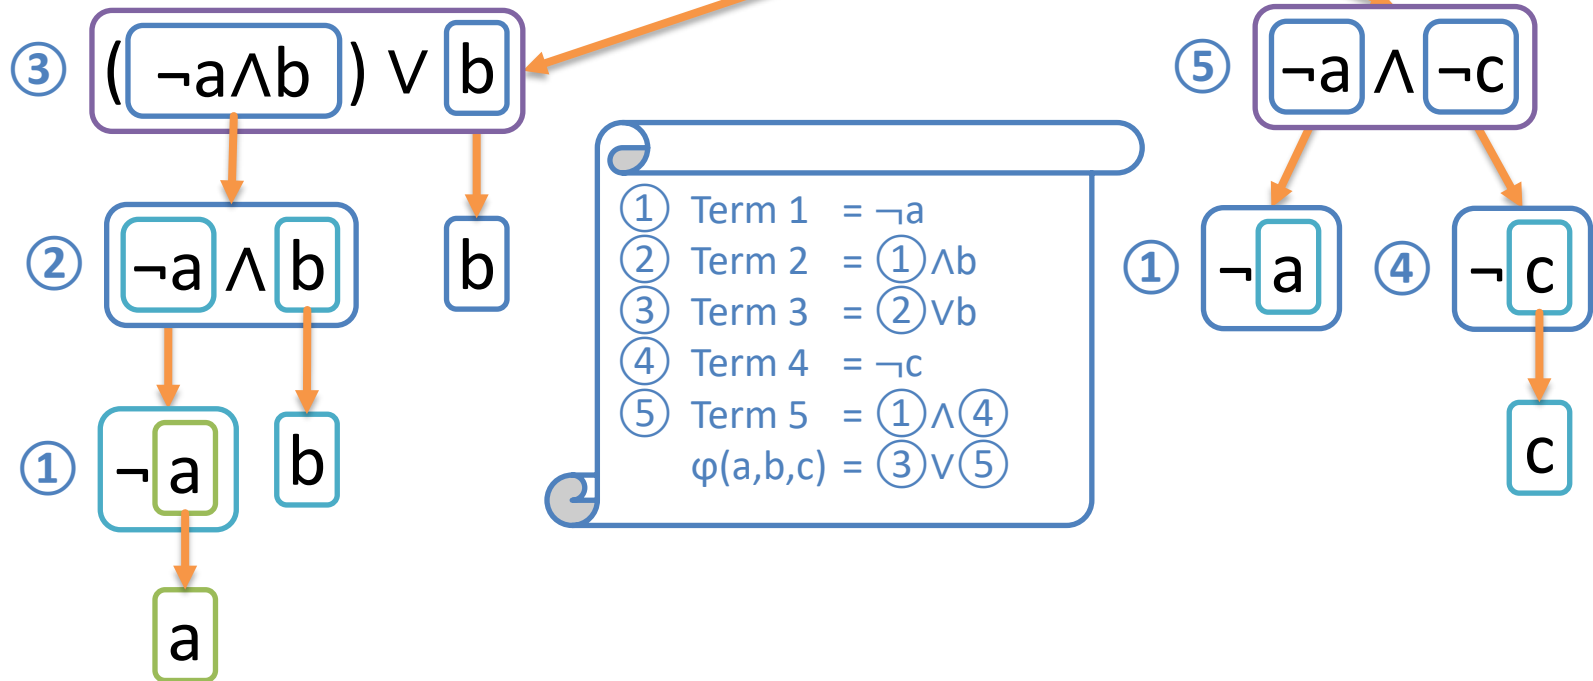 ③ ( ¬a∧b ) ∨ b
⑤ ¬a ∧ ¬c
② ¬a ∧ b
b
① Term 1 = ¬a
② Term 2 = ①∧b
③ Term 3 = ②∨b
④ Term 4 = ¬c
⑤ Term 5 = ①∧④
φ(a,b,c) = ③∨⑤
① ¬ a
④ ¬ c
① ¬ a
b
c
a